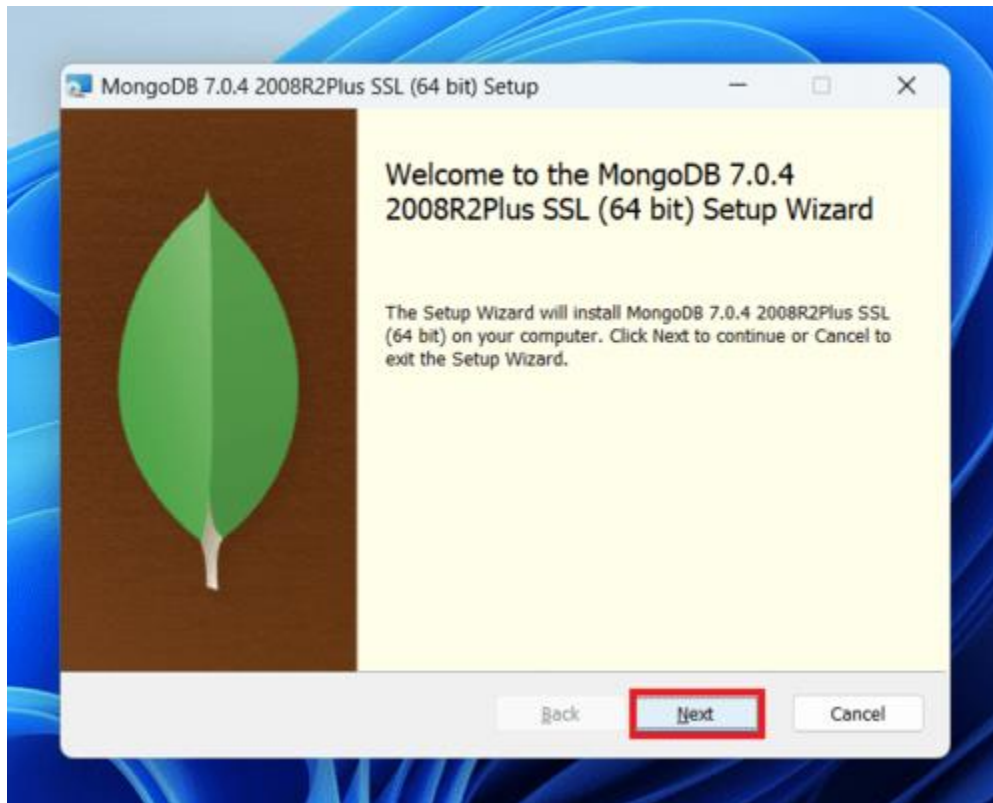 MongoDB 7.0.4 2008R2Plus SSL (64 bit) Setup
Welcome to the MongoDB 7.0.4
2008R2Plus SSL (64 bit) Setup Wizard
The Setup Wizard will install MongoDB 7.0.4 2008R2Plus SSL
(64 bit) on your computer. Click Next to continue or Cancel to
exit the Setup Wizard.
Back Next Cancel